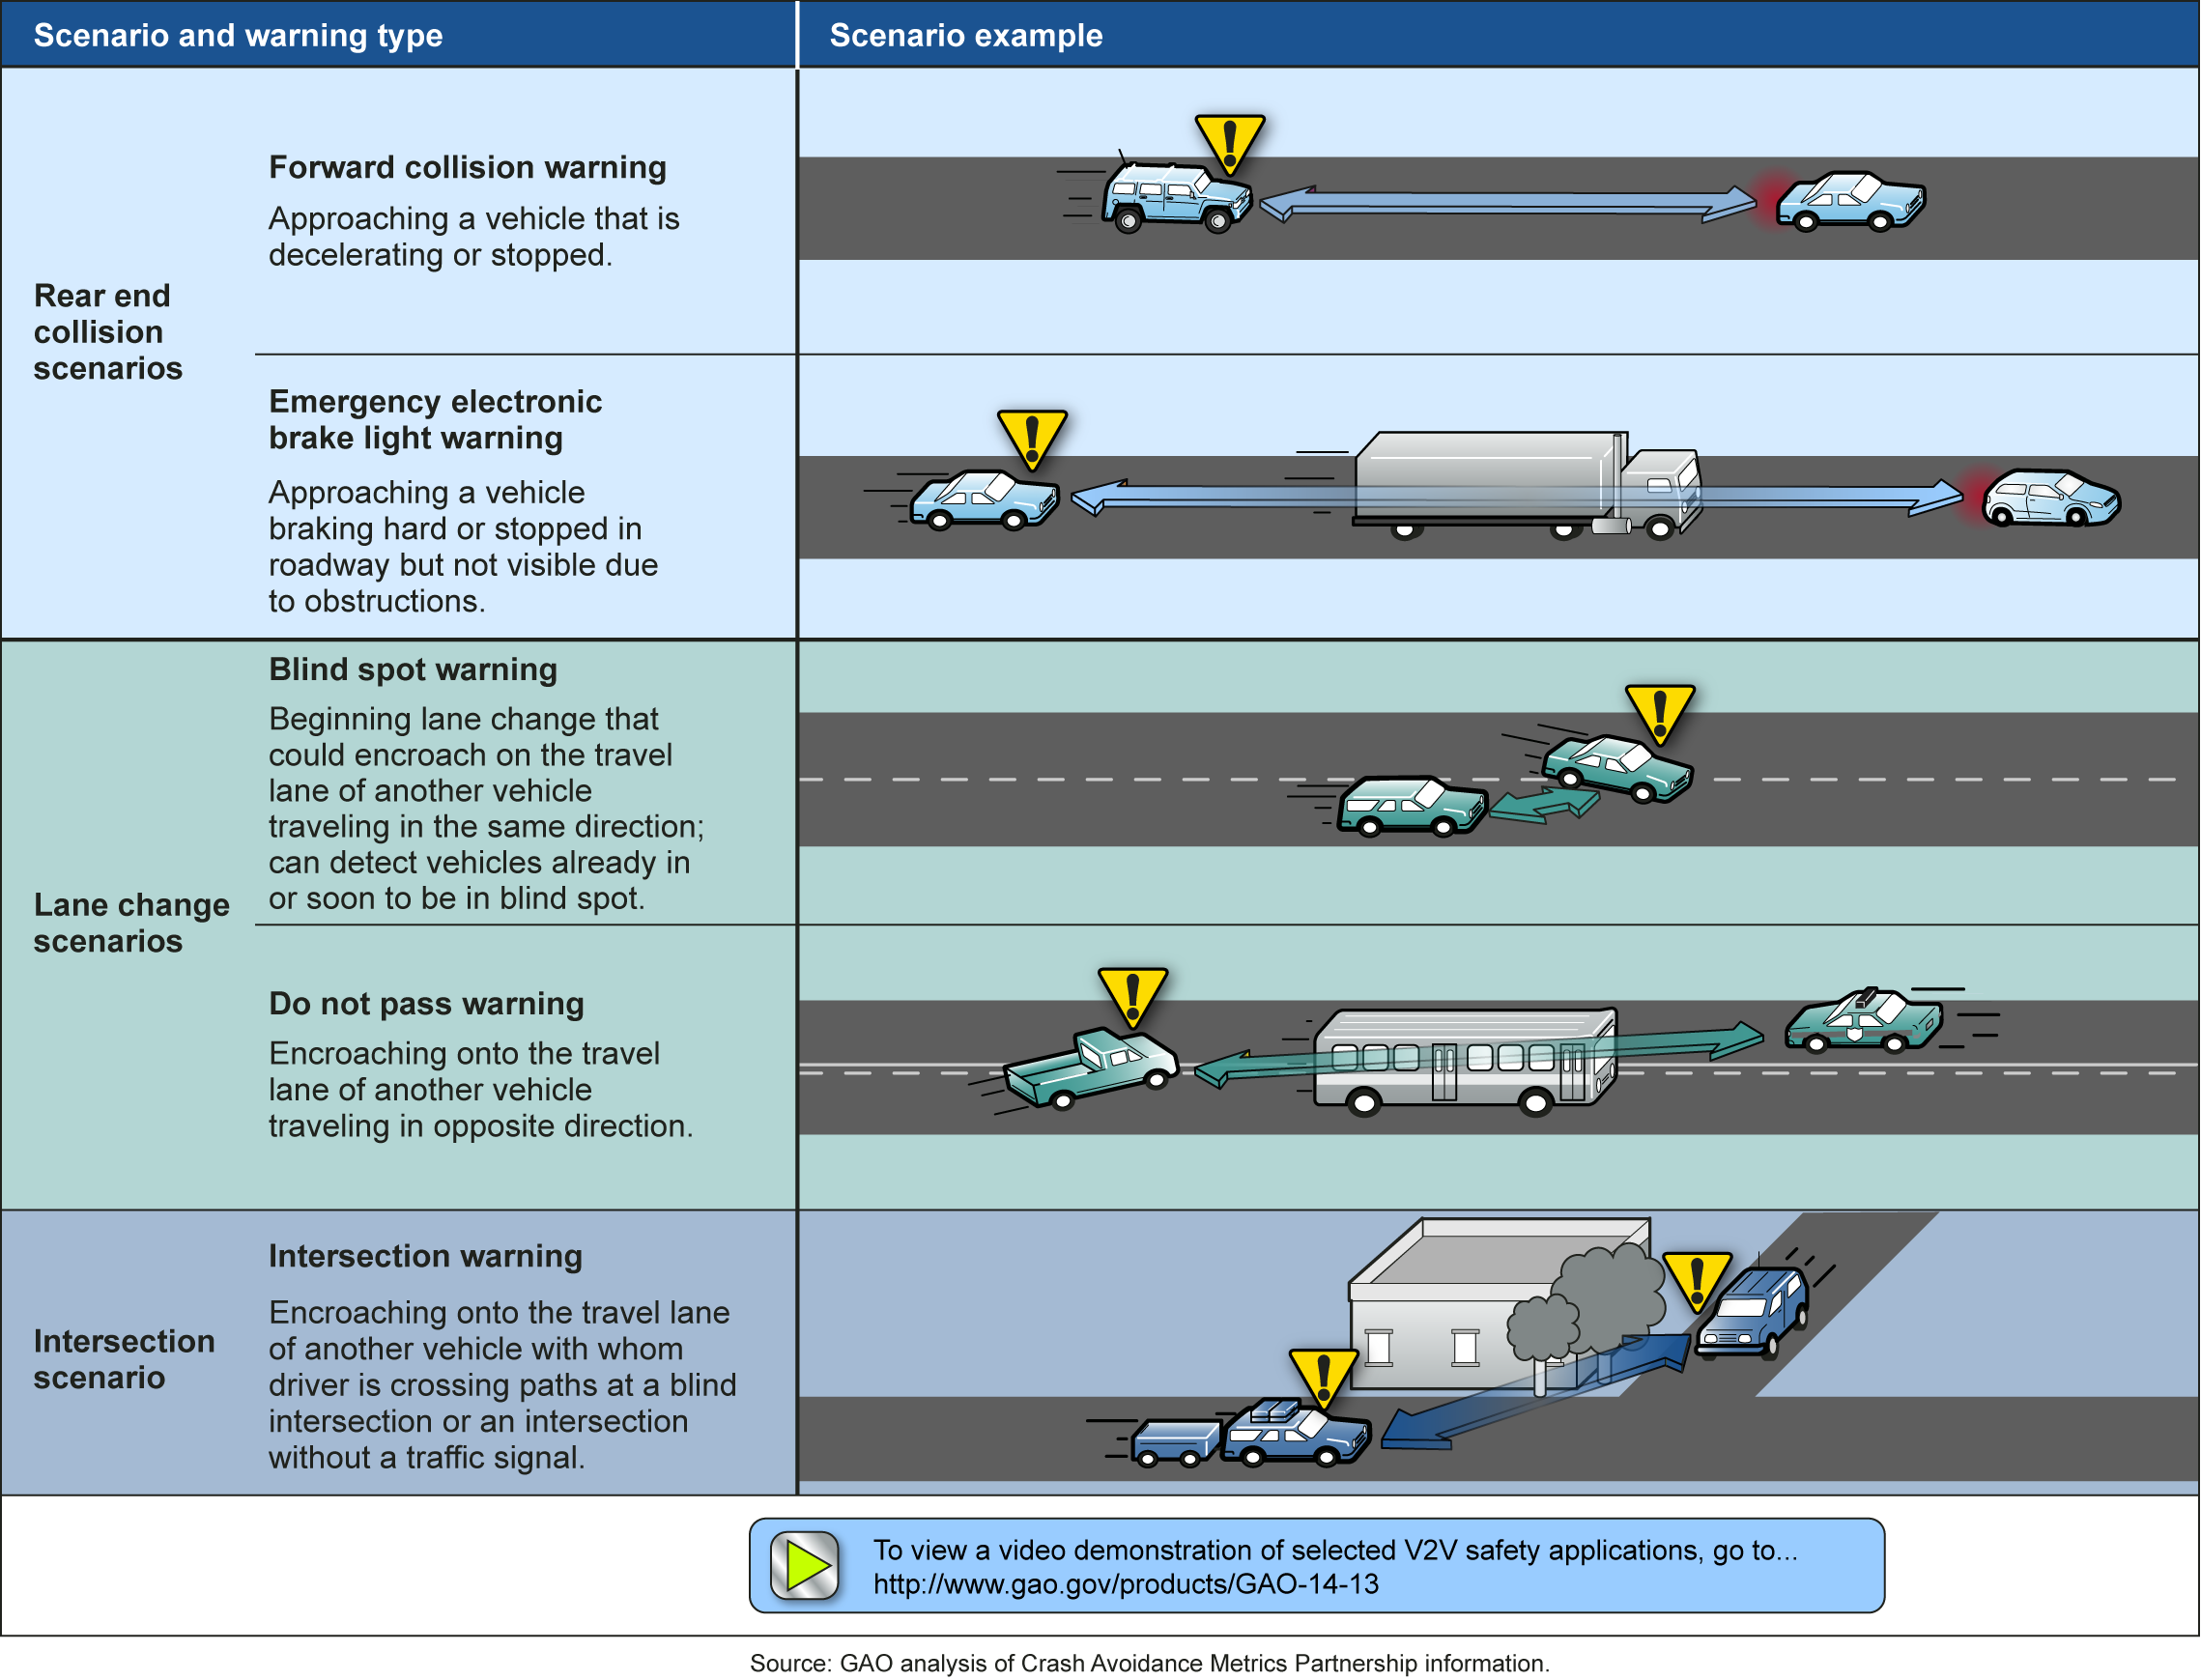 Scenario and warning type
Scenario example
Rear end
collision
scenarios
Forward collision warning
Approaching a vehicle that is
decelerating or stopped.
Emergency electronic
brake light warning
Approaching a vehicle
braking hard or stopped in
roadway but not visible due
to obstructions.
Lane change
scenarios
Blind spot warning
Beginning lane change that
could encroach on the travel
lane of another vehicle
traveling in the same direction;
can detect vehicles already in
or soon to be in blind spot.
Do not pass warning
Encroaching onto the travel
lane of another vehicle
traveling in opposite direction.
Intersection
scenario
Intersection warning
Encroaching onto the travel lane
of another vehicle with whom
driver is crossing paths at a blind
intersection or an intersection
without a traffic signal.
To view a video demonstration of selected V2V safety applications, go to...
http://www.gao.gov/products/GAO-14-13
Source: GAO analysis of Crash Avoidance Metrics Partnership information.